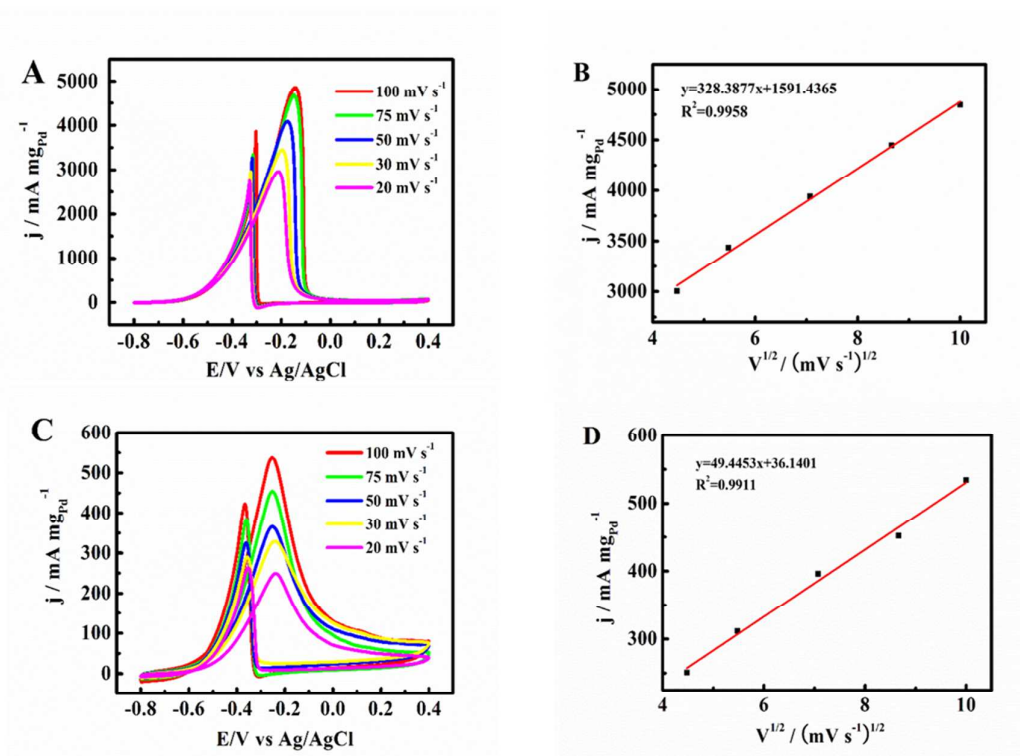 A
5000
4000
3000
2000
1000
0
-0.8 -0.6 -0.4 -0.2 0.0 0.2 0.4
E/V vs Ag/AgCl
j / mA mg_Pd^-1
100 mV s^-1
75 mV s^-1
50 mV s^-1
30 mV s^-1
20 mV s^-1
B
y=328.3877x+1591.4365
R^2=0.9958
5000
4500
4000
3500
3000
4 6 8 10
V^1/2 / (mV s^-1)^1/2
j / mA mg_Pd^-1
C
600
500
400
300
200
100
0
-0.8 -0.6 -0.4 -0.2 0.0 0.2 0.4
E/V vs Ag/AgCl
j / mA mg_Pd^-1
100 mV s^-1
75 mV s^-1
50 mV s^-1
30 mV s^-1
20 mV s^-1
D
y=49.4453x+36.1401
R^2=0.9911
600
500
400
300
4 6 8 10
V^1/2 / (mV s^-1)^1/2
j / mA mg_Pd^-1